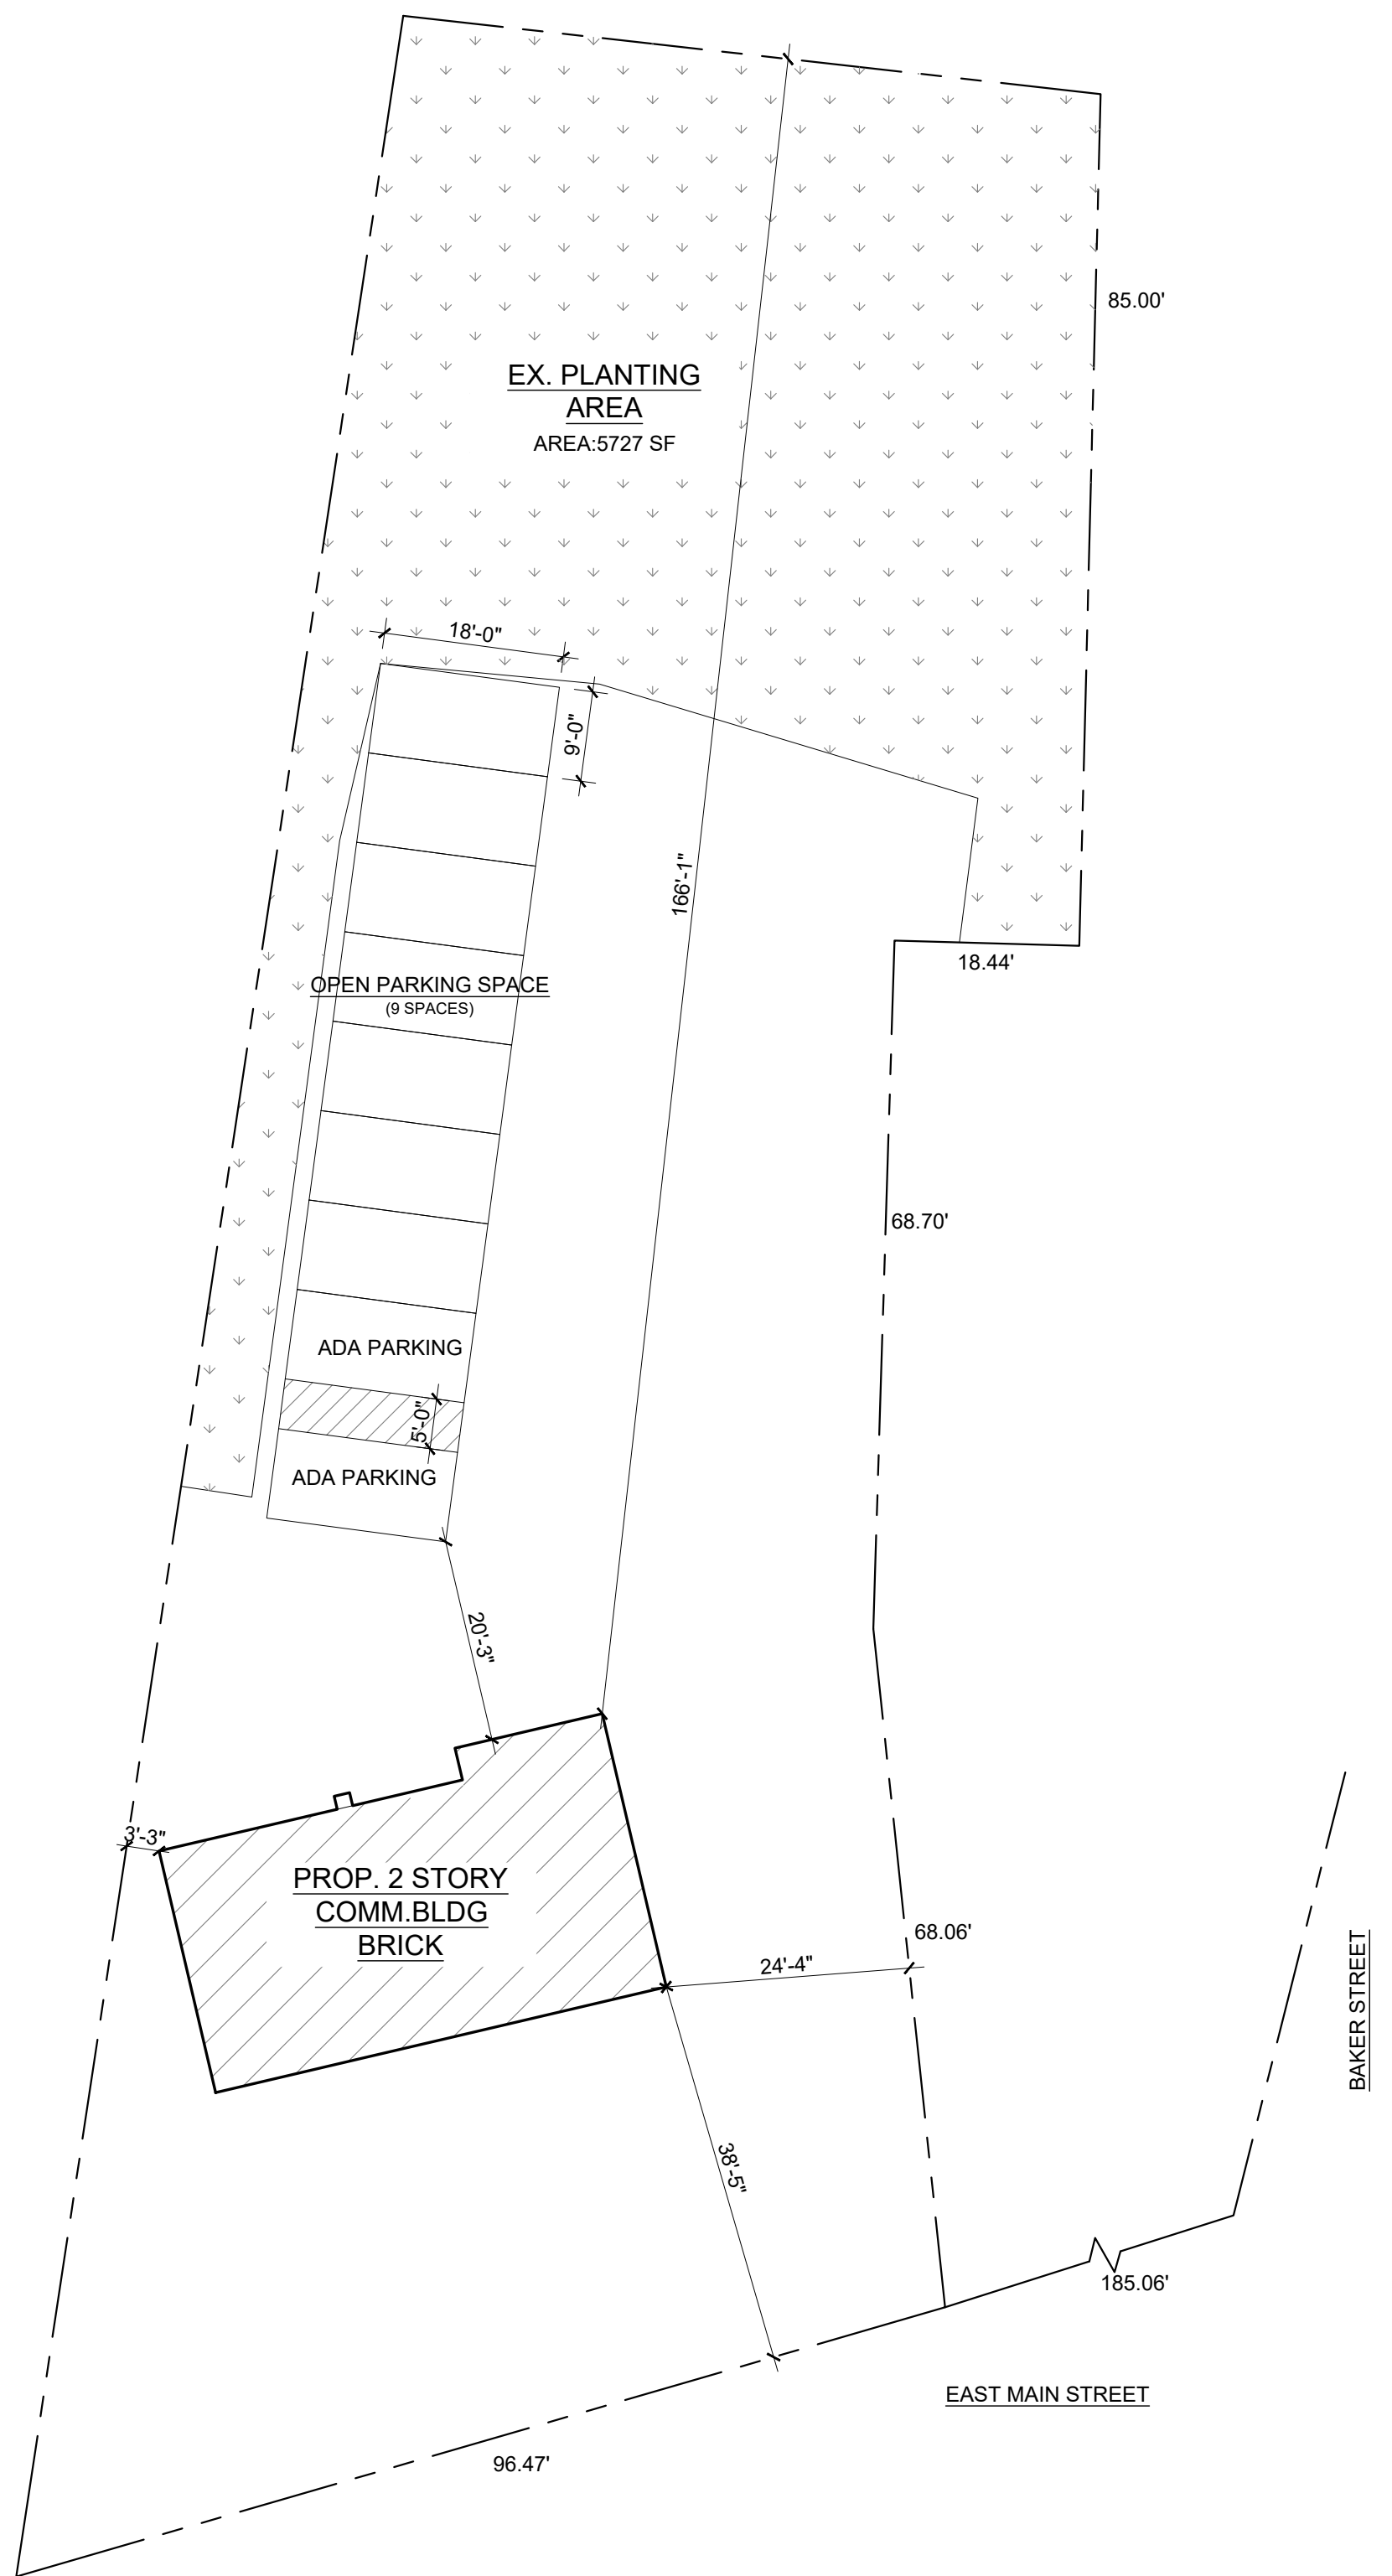 85.00'
EX. PLANTING
AREA
AREA:5727 SF
18'-0"
9'-0"
166'-1"
18.44'
OPEN PARKING SPACE
(9 SPACES)
68.70'
ADA PARKING
5'-0"
ADA PARKING
20'-3"
3'-3"
PROP. 2 STORY
COMM.BLDG
BRICK
68.06'
24'-4"
BAKER STREET
38'-5"
185.06'
EAST MAIN STREET
96.47'